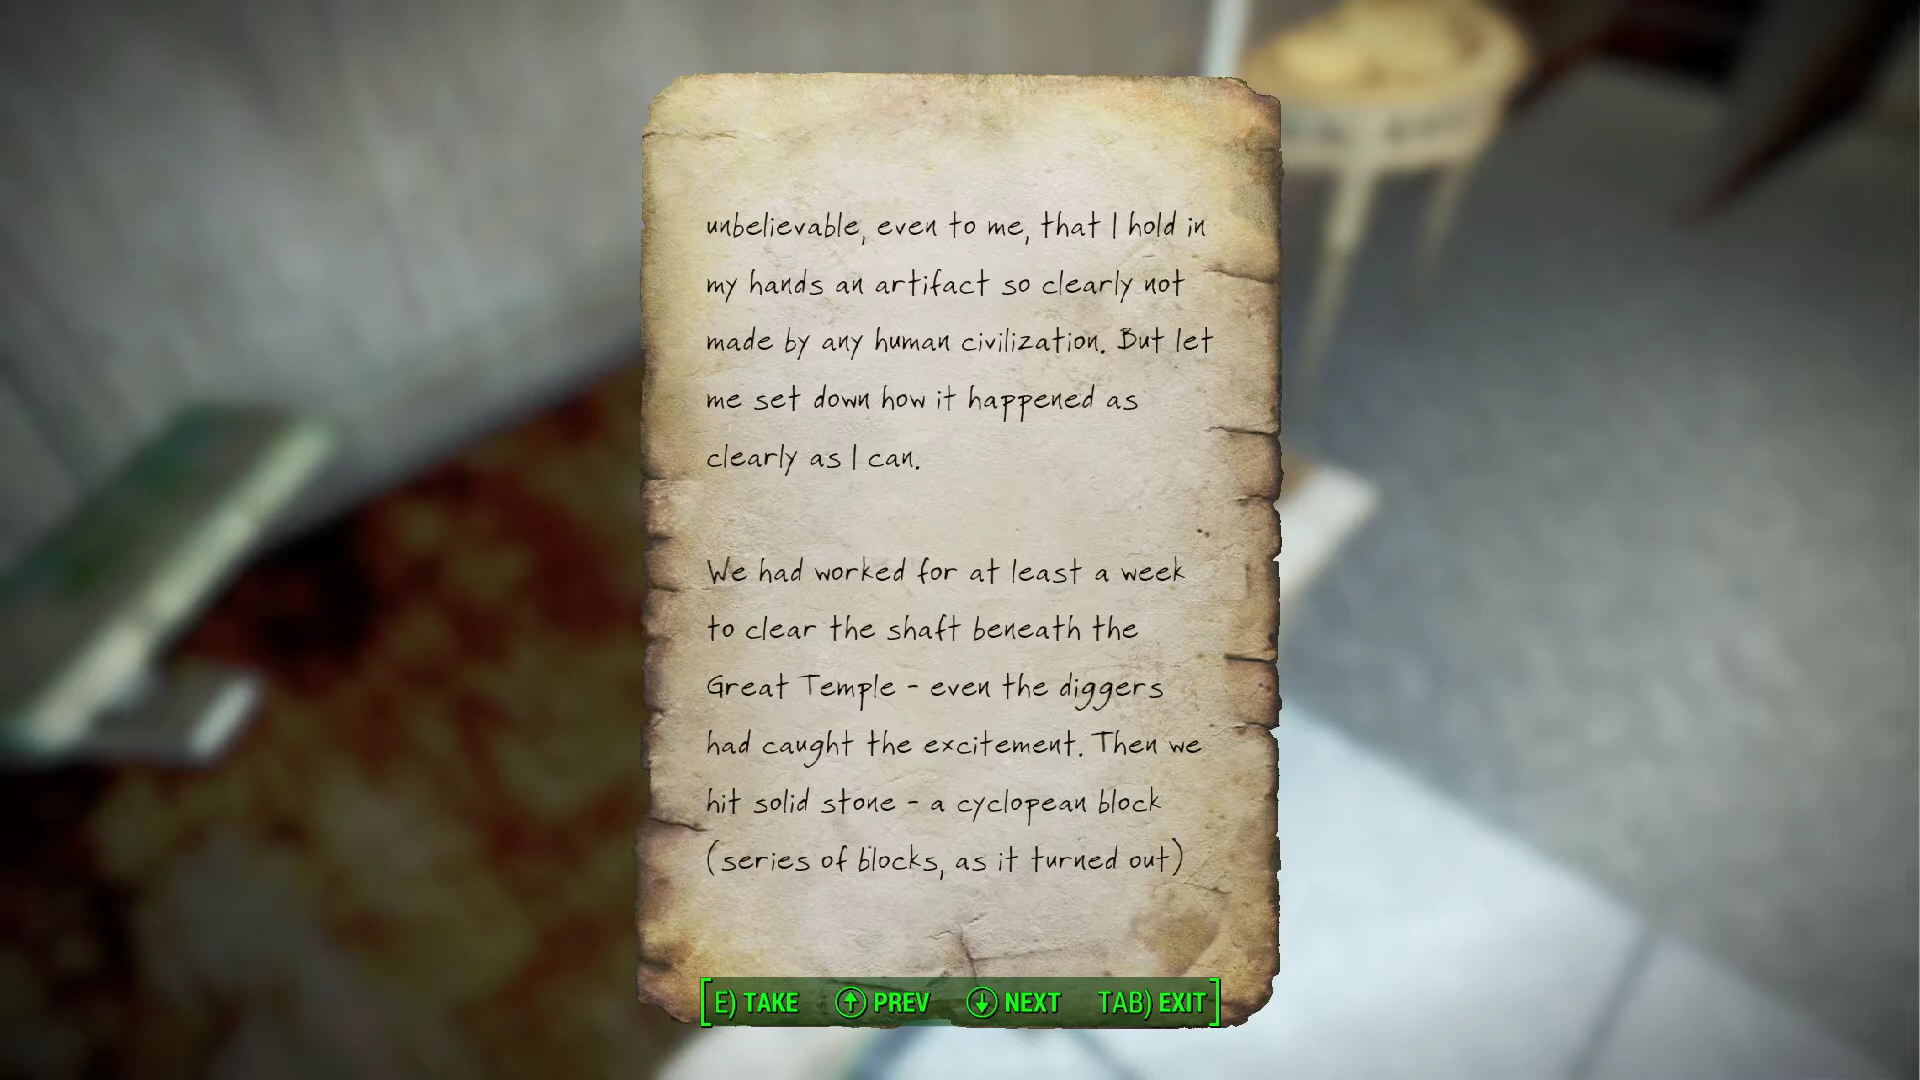 unbelievable, even to me, that I hold in
my hands an artifact so clearly not
made by any human civilization. But let
me set down how it happened as
clearly as I can.
We had worked for at least a week
to clear the shaft beneath the
Great Temple - even the diggers
had caught the excitement. Then we
hit solid stone - a cyclopean block
(series of blocks, as it turned out)
E) TAKE PREV NEXT TAB) EXIT